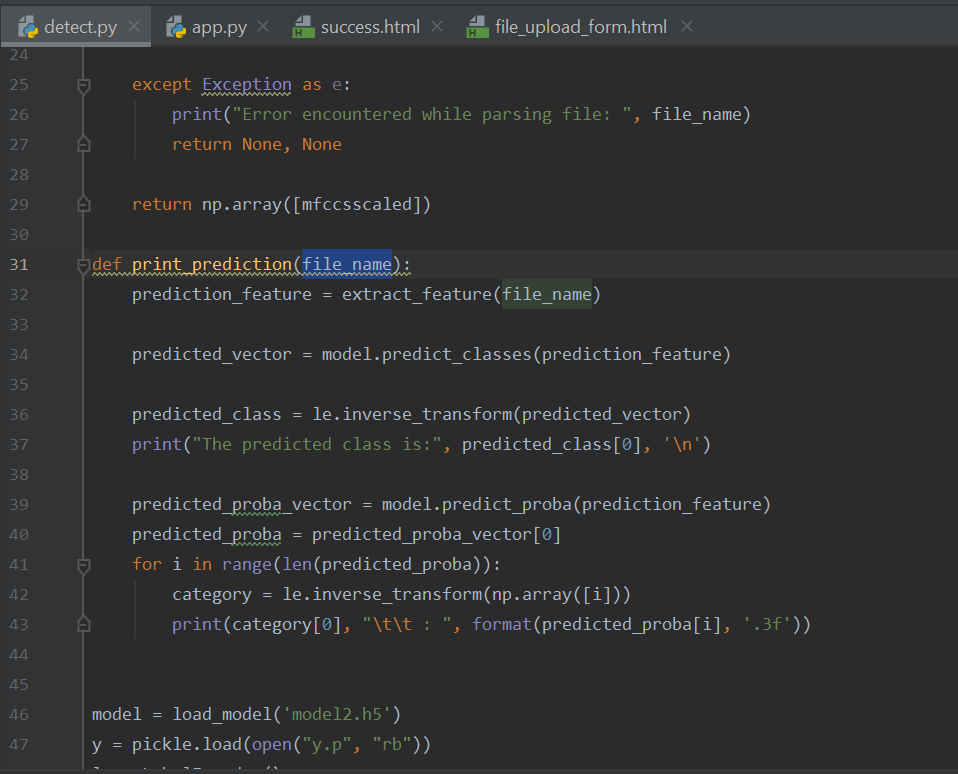 detect.py app.py success.html file_upload_form.html
24
25 except Exception as e:
26 print("Error encountered while parsing file: ", file_name)
27 return None, None
28
29 return np.array([mfccsscaled])
30
31 def print_prediction(file_name):
32 prediction_feature = extract_feature(file_name)
33
34 predicted_vector = model.predict_classes(prediction_feature)
35
36 predicted_class = le.inverse_transform(predicted_vector)
37 print("The predicted class is:", predicted_class[0], '\n')
38
39 predicted_proba_vector = model.predict_proba(prediction_feature)
40 predicted_proba = predicted_proba_vector[0]
41 for i in range(len(predicted_proba)):
42 category = le.inverse_transform(np.array([i]))
43 print(category[0], "\t\t : ", format(predicted_proba[i], '.3f'))
44
45
46 model = load_model('model2.h5')
47 y = pickle.load(open("y.p", "rb"))